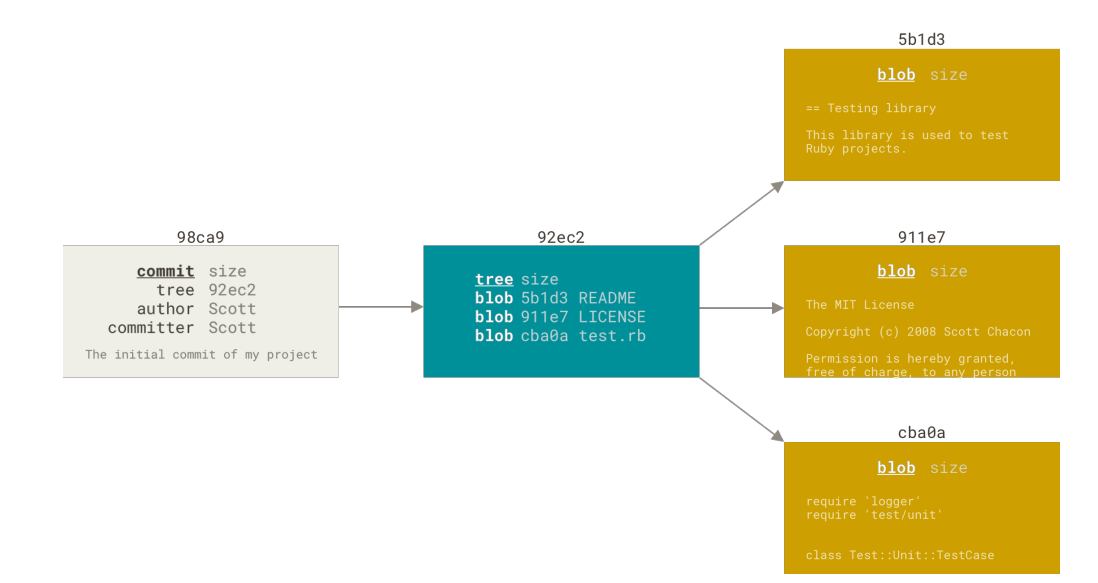 98ca9
commit size
tree 92ec2
author Scott
committer Scott
The initial commit of my project
92ec2
tree size
blob 5b1d3 README
blob 911e7 LICENSE
blob cba0a test.rb
5b1d3
blob size
== Testing library
This library is used to test
Ruby projects.
911e7
blob size
The MIT License
Copyright (c) 2008 Scott Chacon
Permission is hereby granted,
free of charge, to any person
cba0a
blob size
require 'logger'
require 'test/unit'
class Test::Unit::TestCase